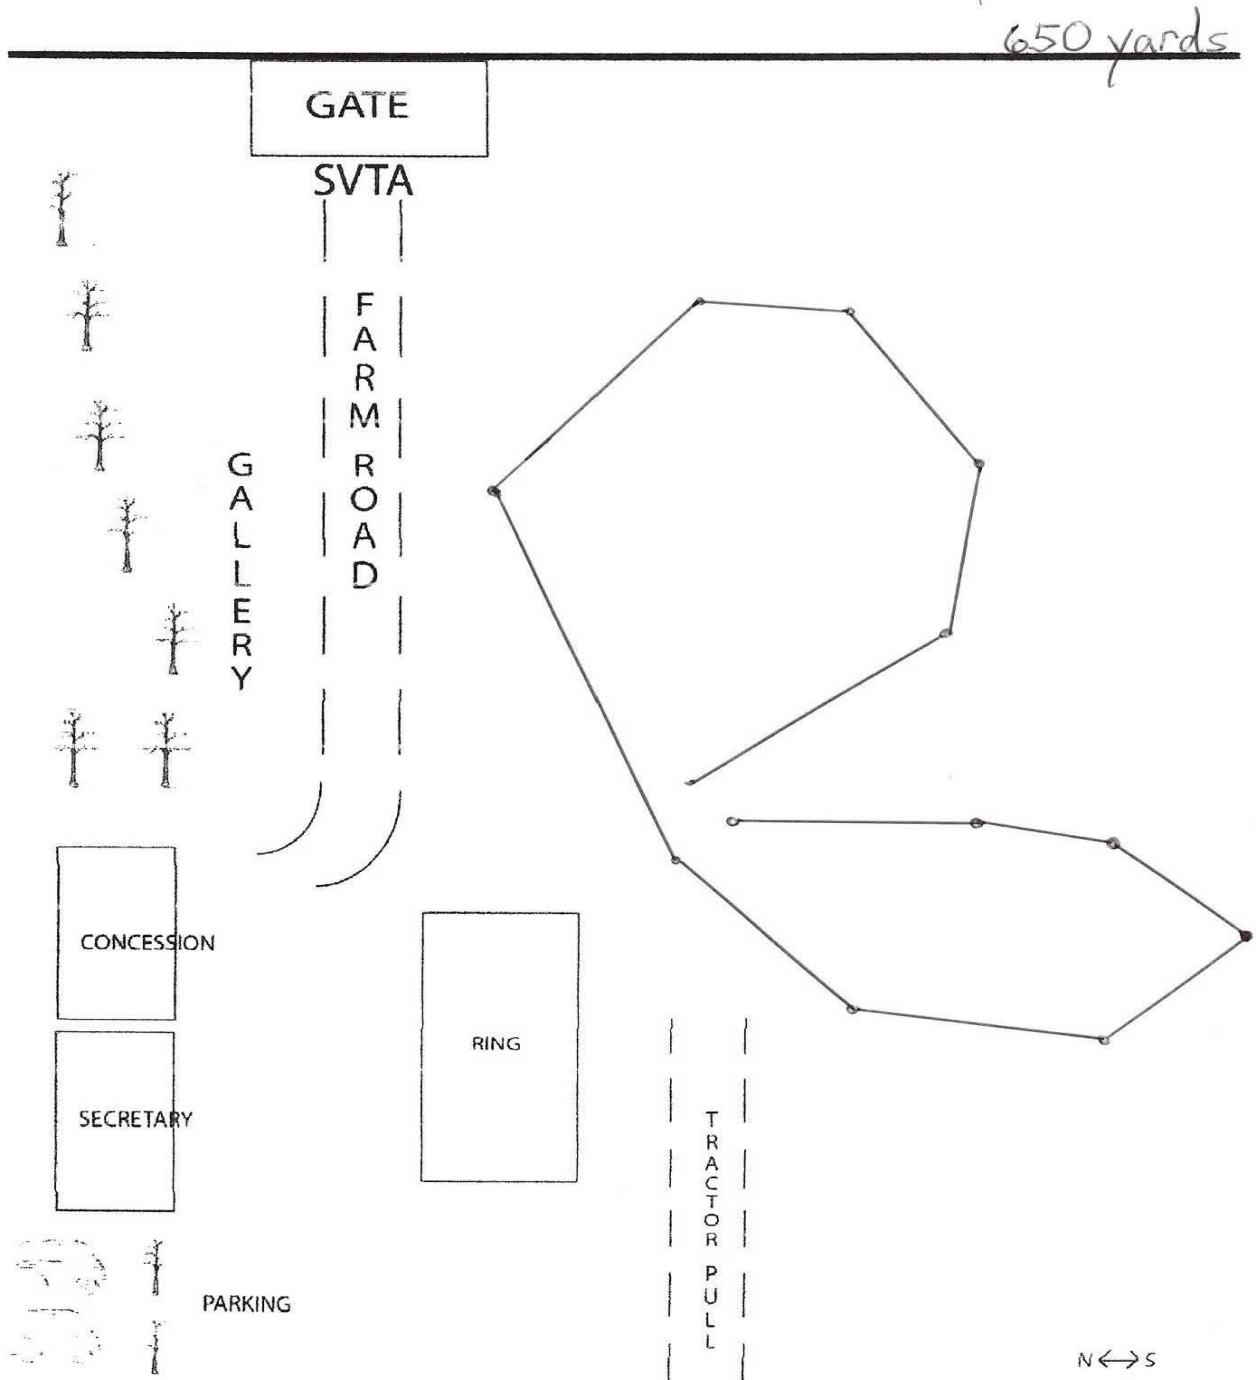 650 yards
GATE
SVTA
FARM ROAD
GALLERY
CONCESSION
RING
SECRETARY
TRACTOR PULL
PARKING
N ↔ S